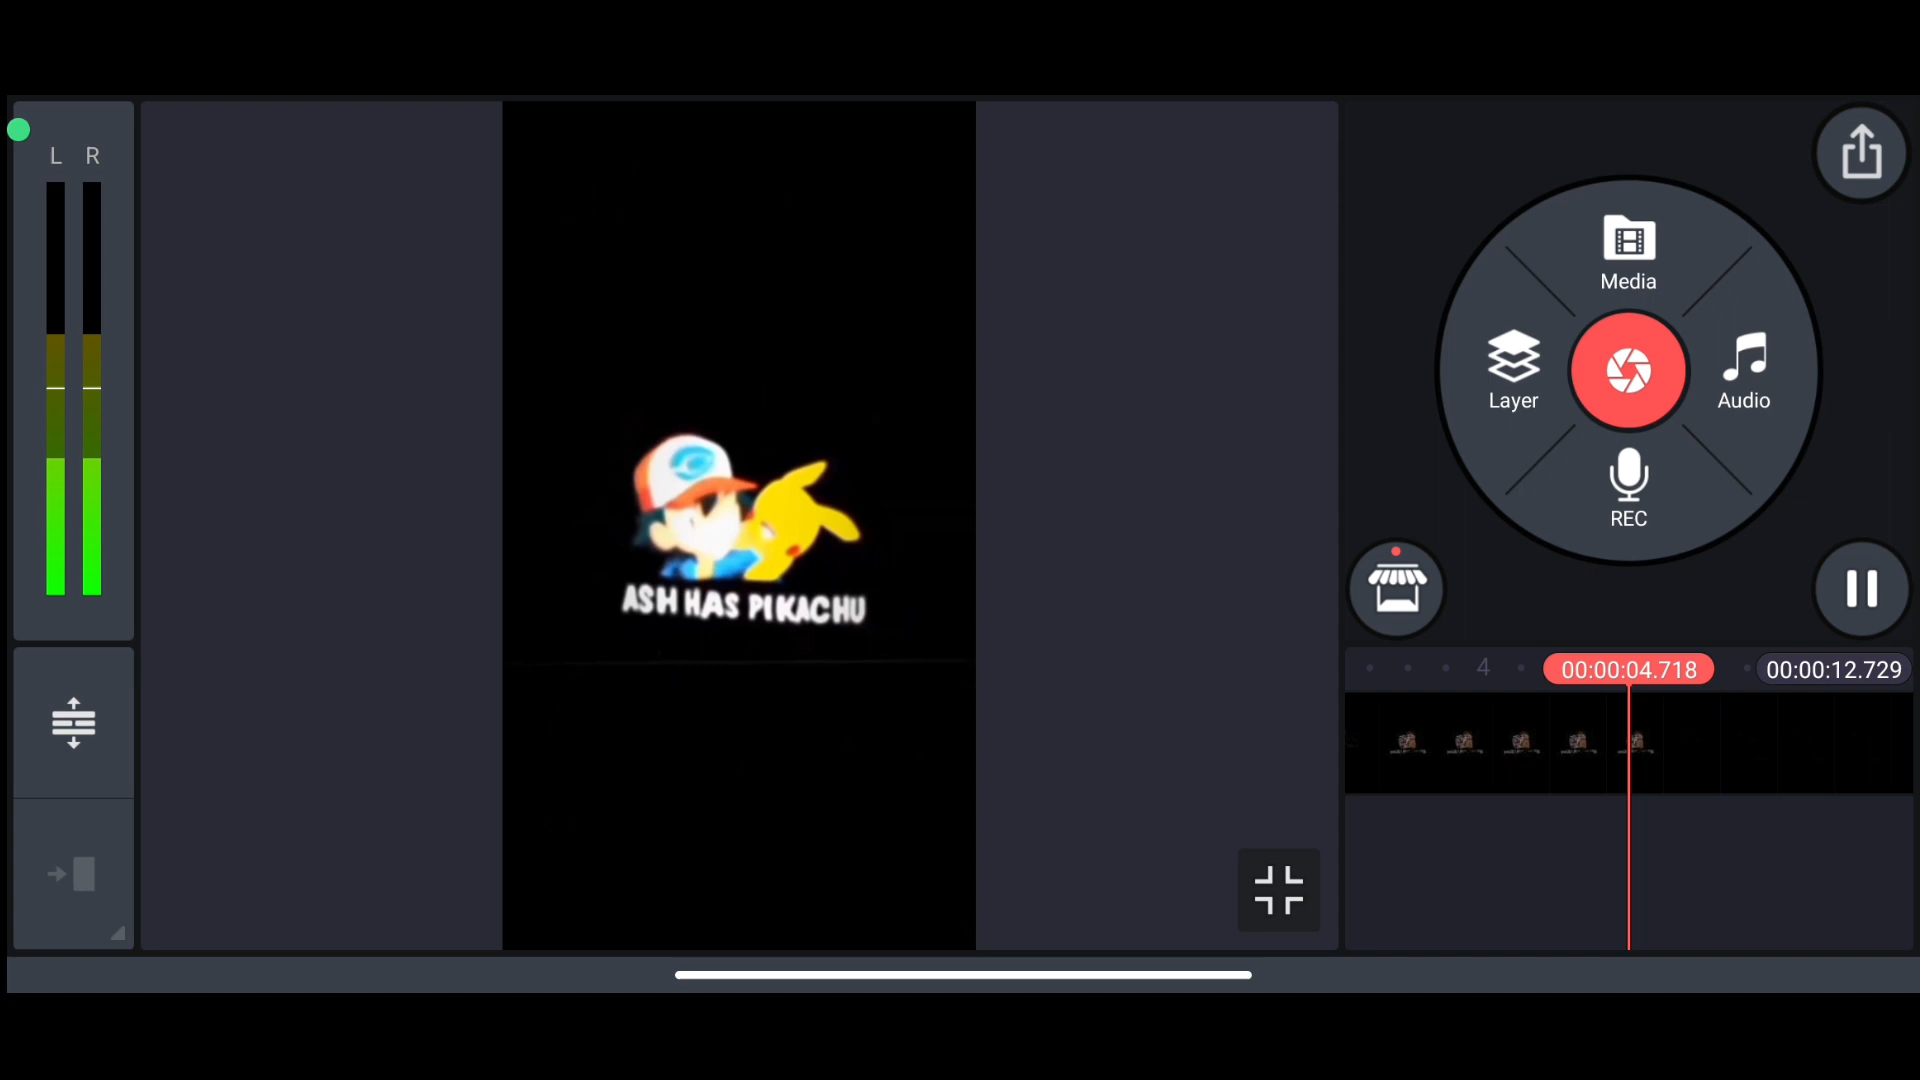 L R
Media
Layer
Audio
REC
ASH HAS PIKACHU
4
00:00:04.718
00:00:12.729